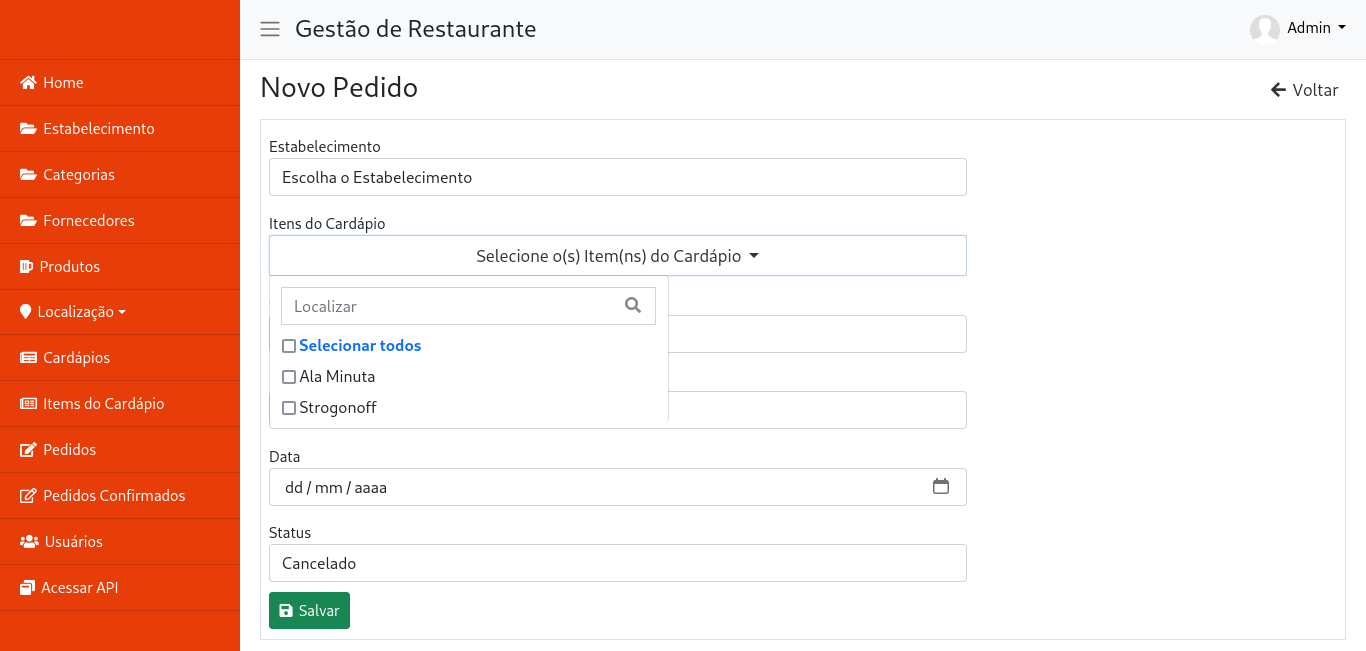 Gestão de Restaurante
Admin
Home
Estabelecimento
Categorias
Fornecedores
Produtos
Localização
Cardápios
Items do Cardápio
Pedidos
Pedidos Confirmados
Usuários
Acessar API
Novo Pedido
Voltar
Estabelecimento
Escolha o Estabelecimento
Itens do Cardápio
Selecione o(s) Item(ns) do Cardápio
Localizar
Selecionar todos
Ala Minuta
Strogonoff
Data
dd / mm / aaaa
Status
Cancelado
Salvar